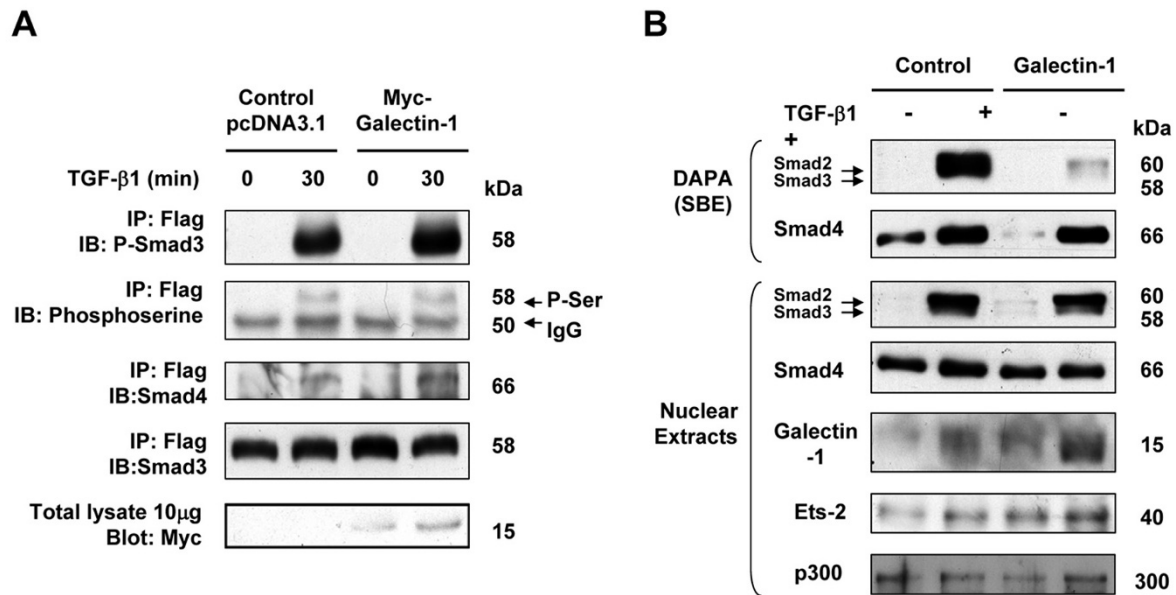 A
Control
pcDNA3.1
Myc-
Galectin-1
TGF-β1 (min) 0 30 0 30 kDa
IP: Flag
IB: P-Smad3
58
IP: Flag
IB: Phosphoserine
58 P-Ser
50 IgG
IP: Flag
IB:Smad4
66
IP: Flag
IB:Smad3
58
Total lysate 10μg
Blot: Myc
15
B
Control Galectin-1
TGF-β1 - + -
+
kDa
DAPA
(SBE)
Smad2
Smad3
60
58
Smad4 66
Nuclear
Extracts
Smad2
Smad3
60
58
Smad4 66
Galectin
-1
15
Ets-2 40
p300 300